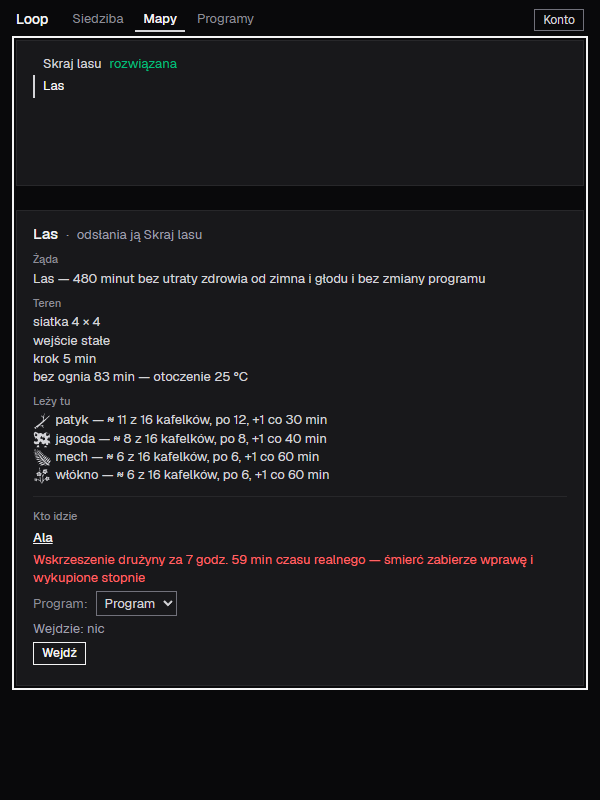 Loop Siedziba Mapy Programy Konto
Skraj lasu rozwiązana
Las
Las · odsłania ją Skraj lasu
Żąda
Las — 480 minut bez utraty zdrowia od zimna i głodu i bez zmiany programu
Teren
siatka 4 × 4
wejście stałe
krok 5 min
bez ognia 83 min — otoczenie 25 °C
Leży tu
patyk — ≈ 11 z 16 kafelków, po 12, +1 co 30 min
jagoda — ≈ 8 z 16 kafelków, po 8, +1 co 40 min
mech — ≈ 6 z 16 kafelków, po 6, +1 co 60 min
włókno — ≈ 6 z 16 kafelków, po 6, +1 co 60 min
Kto idzie
Ala
Wskrzeszenie drużyny za 7 godz. 59 min czasu realnego — śmierć zabierze wprawę i
wykupione stopnie
Program: Program
Wejdzie: nic
Wejdź